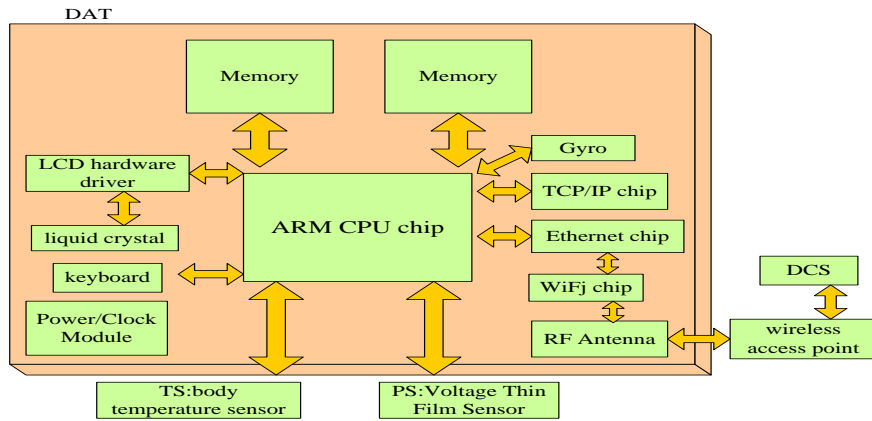 DAT
Memory
Memory
Gyro
LCD hardware
driver
TCP/IP chip
ARM CPU chip
liquid crystal
Ethernet chip
keyboard
WiFj chip
DCS
Power/Clock
Module
RF Antenna
wireless
access point
TS:body
temperature sensor
PS:Voltage Thin
Film Sensor